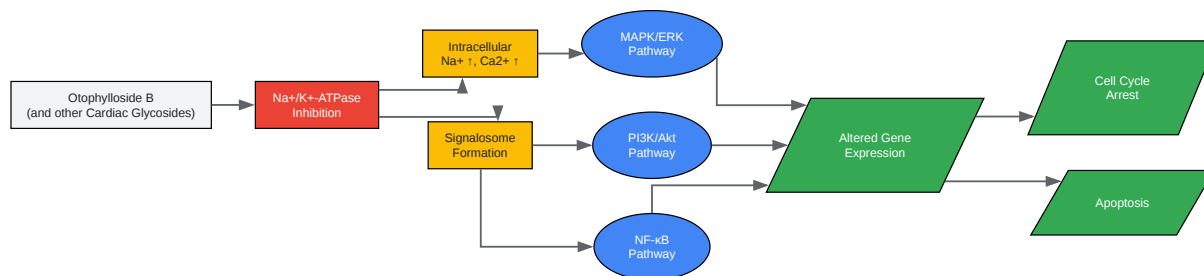 Otophylloside B
(and other Cardiac Glycosides)
Na+/K+-ATPase
Inhibition
Intracellular
Na+ ↑, Ca2+ ↑
Signalosome
Formation
MAPK/ERK
Pathway
PI3K/Akt
Pathway
NF-κB
Pathway
Altered Gene
Expression
Cell Cycle
Arrest
Apoptosis